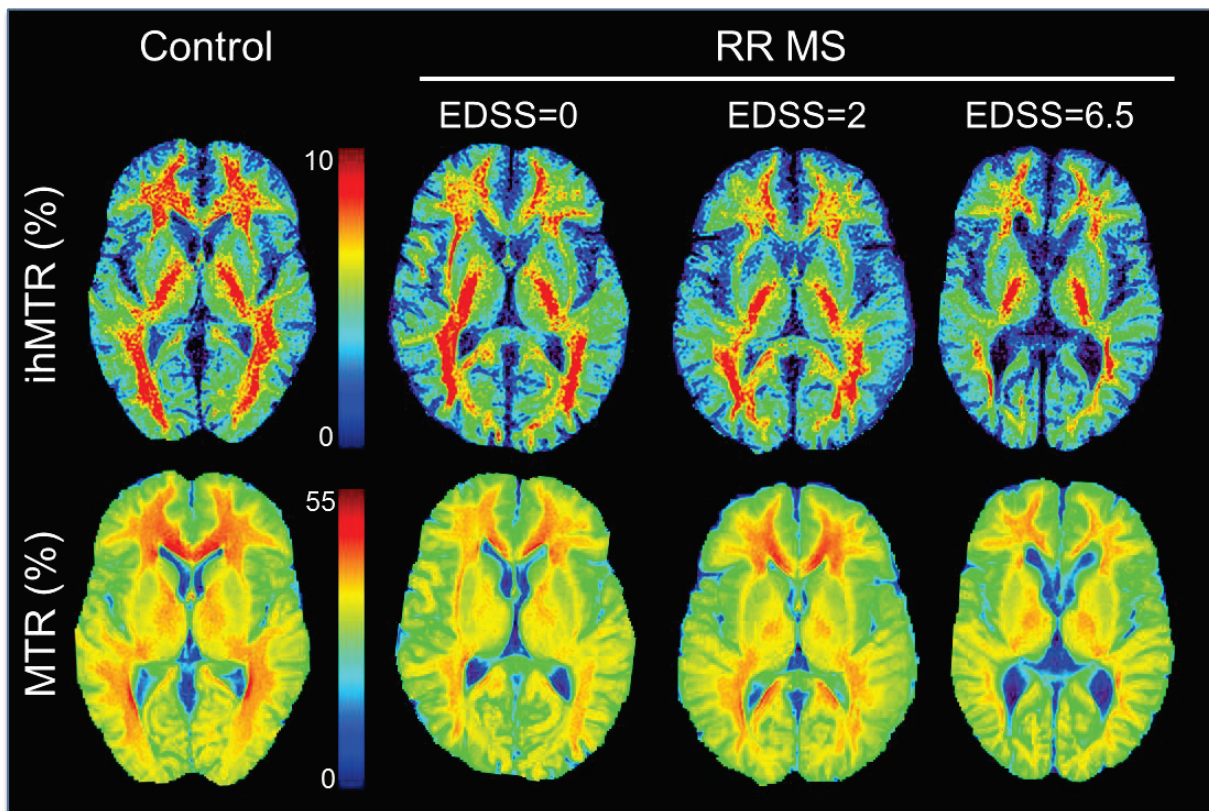 Control
RR MS
EDSS=0
EDSS=2
EDSS=6.5
ihMTR (%)
10
0
MTR (%)
55
0